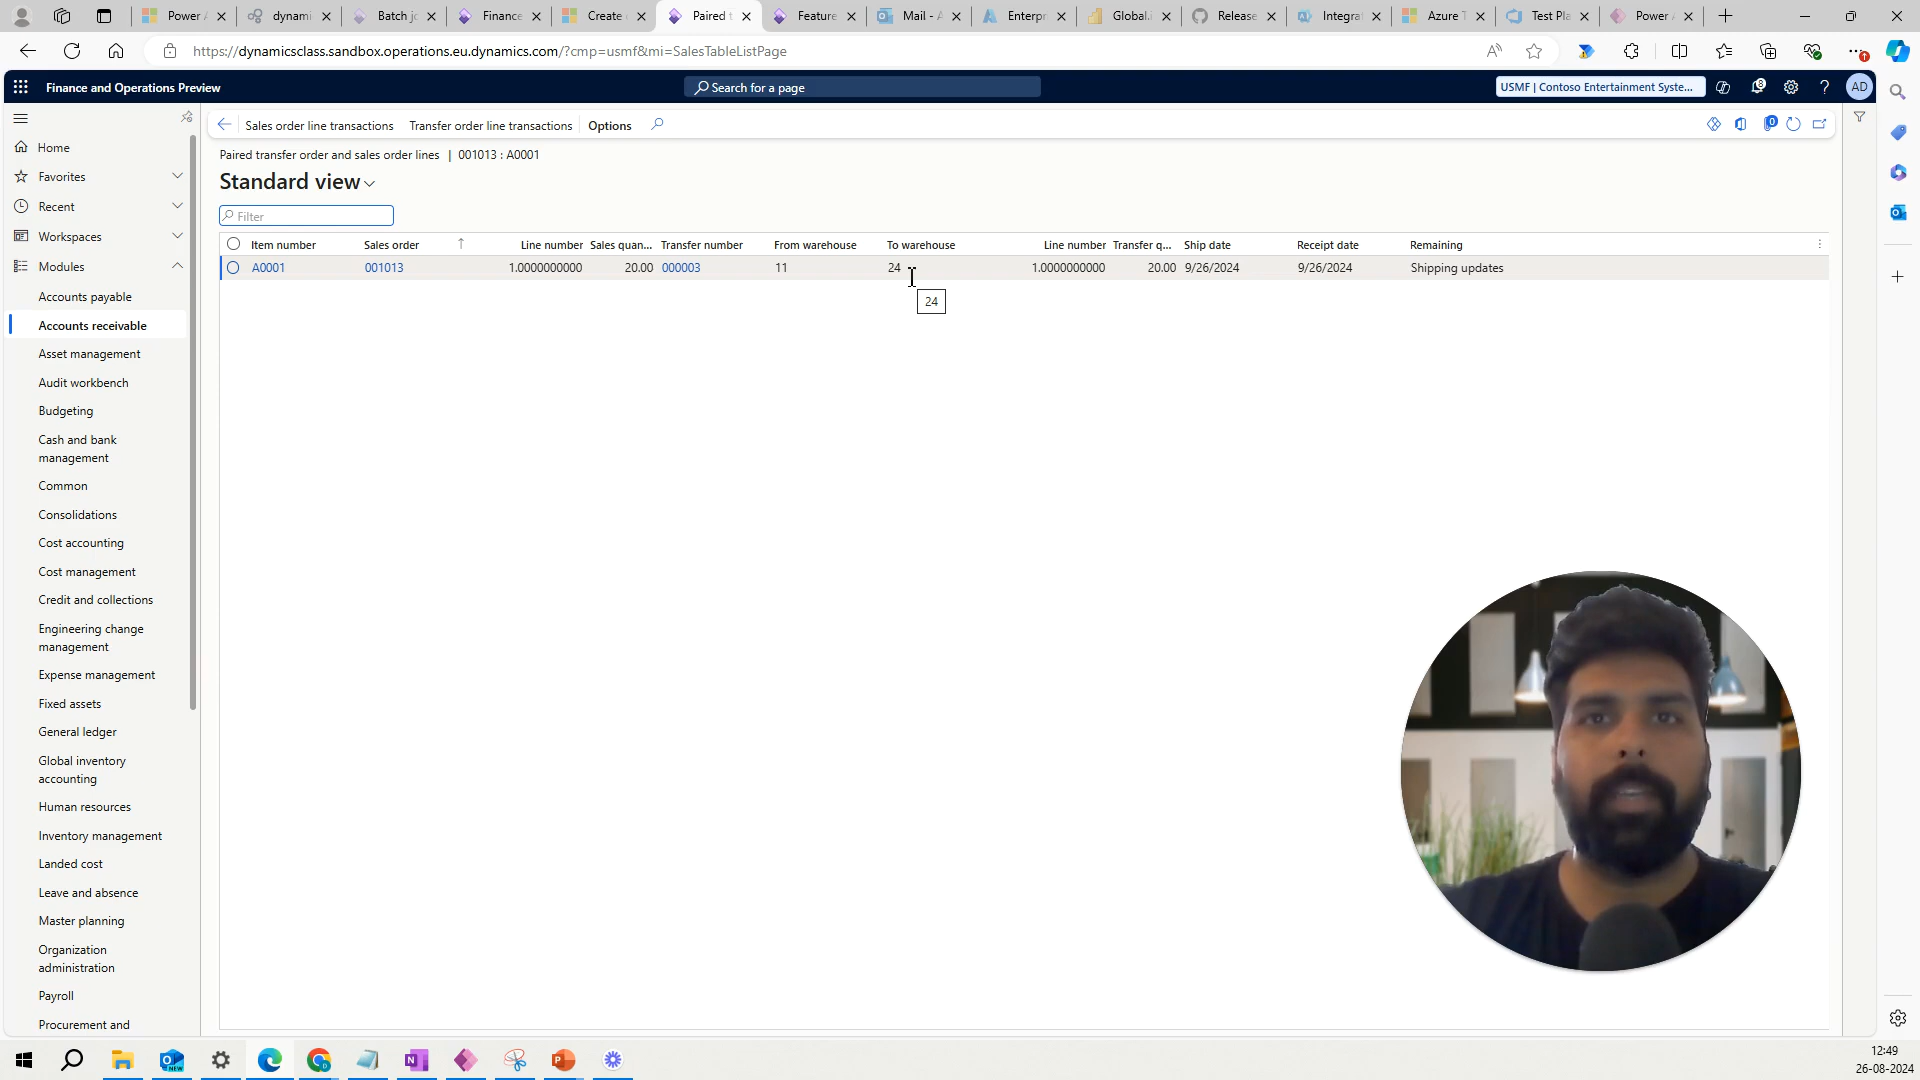 Power A
dynami
Batch jo
Finance
Create
Paired t
Feature
Mail - A
Enterpr
Global.i
Release
Integra
Azure T
Test Pla
Power A
https://dynamicsclass.sandbox.operations.eu.dynamics.com/?cmp=usmf&mi=SalesTableListPage
Finance and Operations Preview
Search for a page
USMF | Contoso Entertainment Syste...
AD
Home
Favorites
Recent
Workspaces
Modules
Accounts payable
Accounts receivable
Asset management
Audit workbench
Budgeting
Cash and bank
management
Common
Consolidations
Cost accounting
Cost management
Credit and collections
Engineering change
management
Expense management
Fixed assets
General ledger
Global inventory
accounting
Human resources
Inventory management
Landed cost
Leave and absence
Master planning
Organization
administration
Payroll
Procurement and
Sales order line transactions Transfer order line transactions Options
0
Paired transfer order and sales order lines | 001013 : A0001
Standard view
Filter
Item number Sales order Line number Sales quan... Transfer number From warehouse To warehouse Line number Transfer q... Ship date Receipt date Remaining
A0001 001013 1.0000000000 20.00 000003 11 24 1.0000000000 20.00 9/26/2024 9/26/2024 Shipping updates
24
12:49
26-08-2024